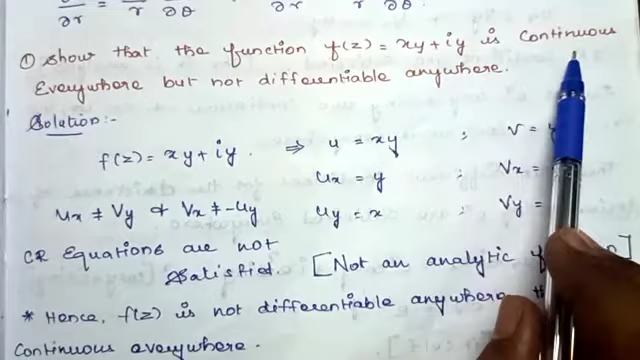 ∂r = r ∂θ ∂r r ∂θ
① Show that the function f(z) = xy + iy is Continuous
Everywhere but not differentiable anywhere.
Solution:-
f(z) = xy + iy . ⇒ u = xy ; v =
ux = y ; Vx =
ux ≠ Vy & Vx ≠ -uy uy = x ; Vy =
CR Equations are not
Satisfied. [Not an analytic
* Hence, f(z) is not differentiable anywhere
Continuous everywhere.